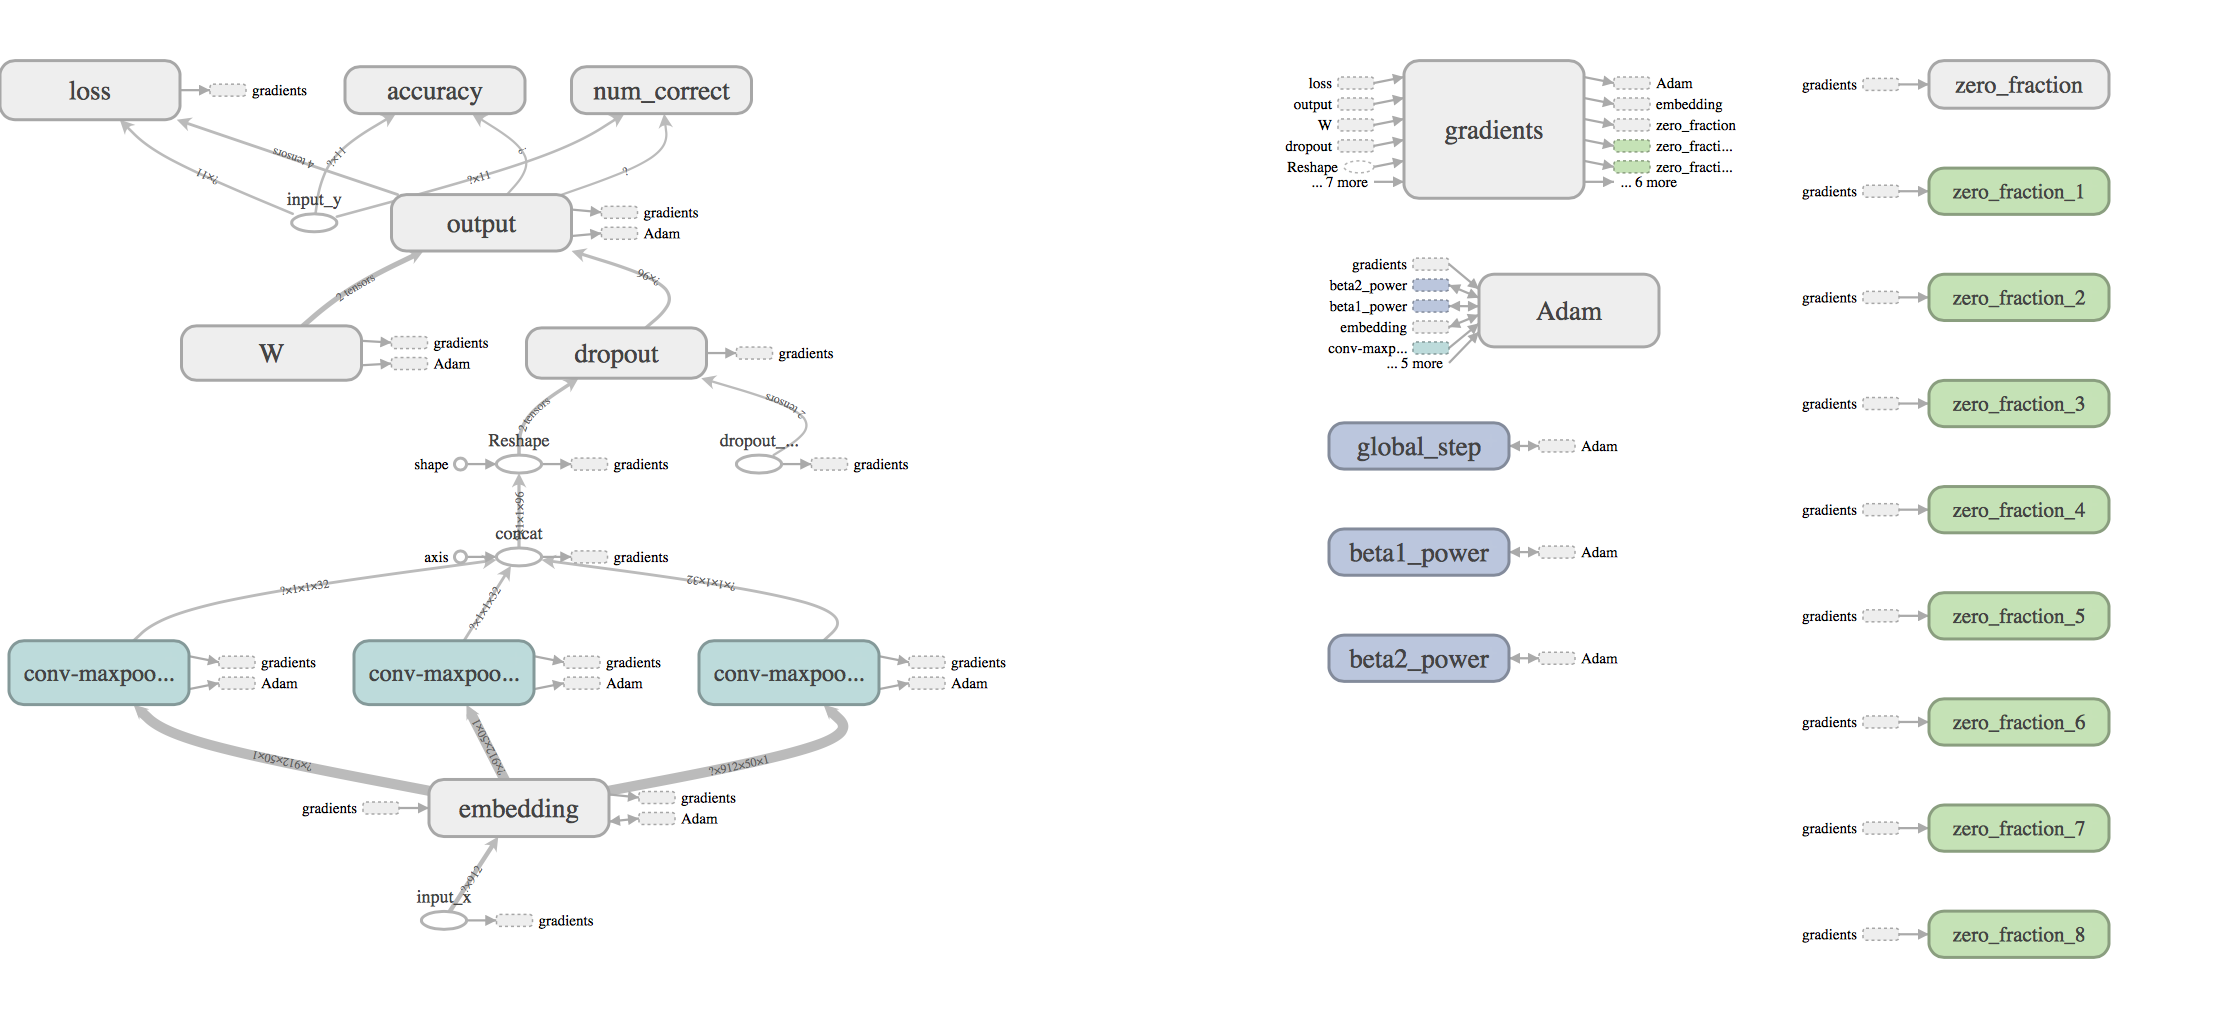 loss
gradients
accuracy
num_correct
?×11
4 tensors
?×11
?
?×11
?
input_y
output
gradients
Adam
2 tensors
?×96
W
gradients
Adam
dropout
gradients
2 tensors
2 tensors
Reshape
shape
gradients
dropout_...
gradients
?×1×1×96
concat
axis
gradients
?×1×1×32
?×1×1×32
?×1×1×32
conv-maxpoo...
gradients
Adam
conv-maxpoo...
gradients
Adam
conv-maxpoo...
gradients
Adam
?×912×50×1
?×912×50×1
?×912×50×1
gradients
embedding
gradients
Adam
?×912
input_x
gradients
loss
output
W
dropout
Reshape
... 7 more
gradients
Adam
embedding
zero_fraction
zero_fracti...
zero_fracti...
... 6 more
gradients
beta2_power
beta1_power
embedding
conv-maxp...
... 5 more
Adam
global_step
Adam
beta1_power
Adam
beta2_power
Adam
gradients
zero_fraction
gradients
zero_fraction_1
gradients
zero_fraction_2
gradients
zero_fraction_3
gradients
zero_fraction_4
gradients
zero_fraction_5
gradients
zero_fraction_6
gradients
zero_fraction_7
gradients
zero_fraction_8